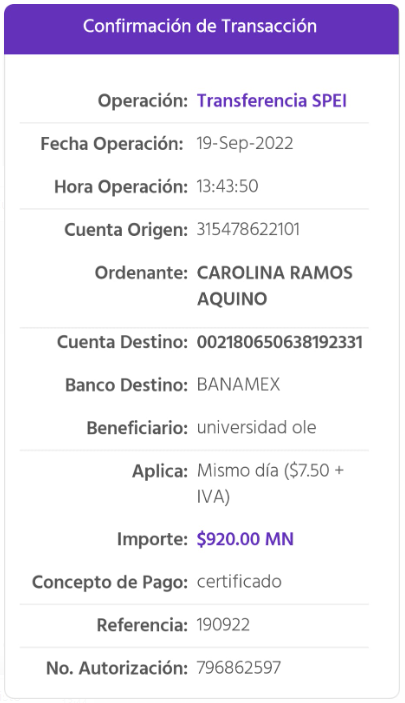 Confirmación de Transacción
Operación: Transferencia SPEI
Fecha Operación: 19-Sep-2022
Hora Operación: 13:43:50
Cuenta Origen: 315478622101
Ordenante: CAROLINA RAMOS
AQUINO
Cuenta Destino: 002180650638192331
Banco Destino: BANAMEX
Beneficiario: universidad ole
Aplica: Mismo día ($7.50 +
IVA)
Importe: $920.00 MN
Concepto de Pago: certificado
Referencia: 190922
No. Autorización: 796862597